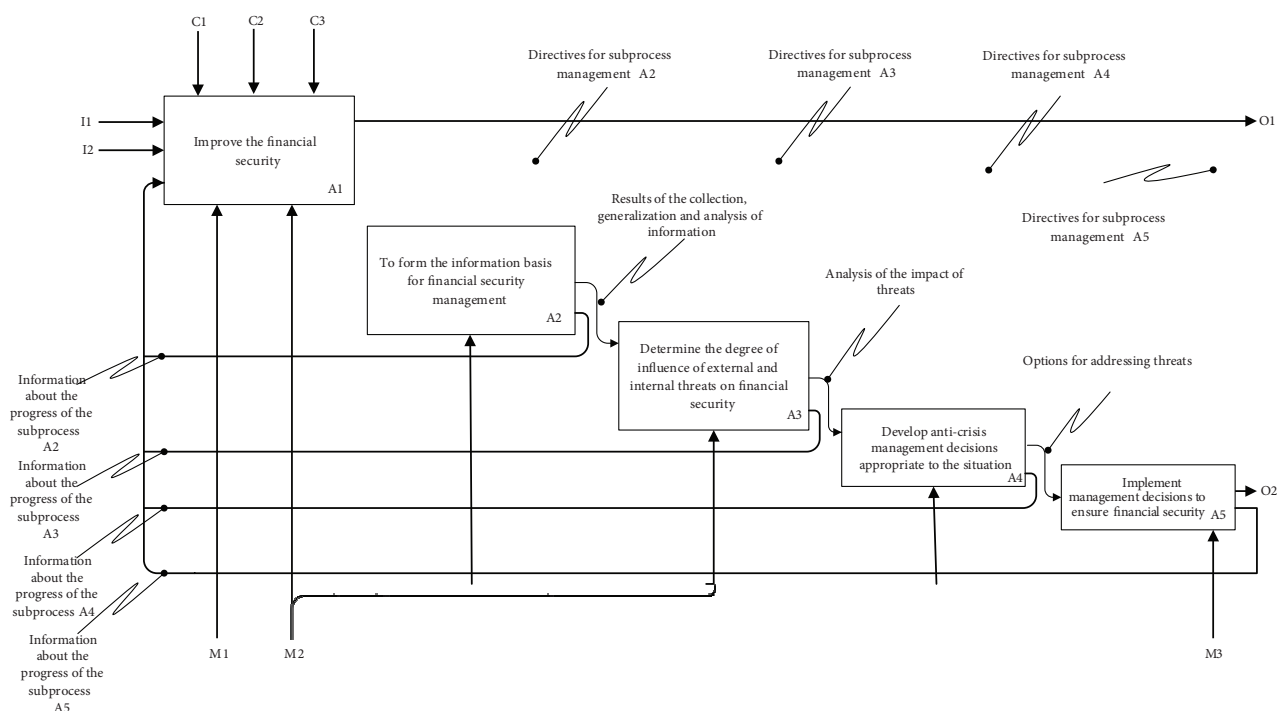 C1
C2
C3
I1
I2
Improve the financial
security
A1
Directives for subprocess
management A2
Directives for subprocess
management A3
Directives for subprocess
management A4
O1
Directives for subprocess
management A5
Results of the collection,
generalization and analysis of
information
To form the information basis
for financial security
management
A2
Analysis of the impact of
threats
Determine the degree of
influence of external and
internal threats on financial
security
A3
Options for addressing threats
Develop anti-crisis
management decisions
appropriate to the situation
A4
Implement
management decisions to
ensure financial security
A5
O2
Information
about the
progress of the
subprocess
A2
Information
about the
progress of the
subprocess
A3
Information
about the
progress of the
subprocess A4
Information
about the
progress of the
subprocess
A5
M1
M2
M3